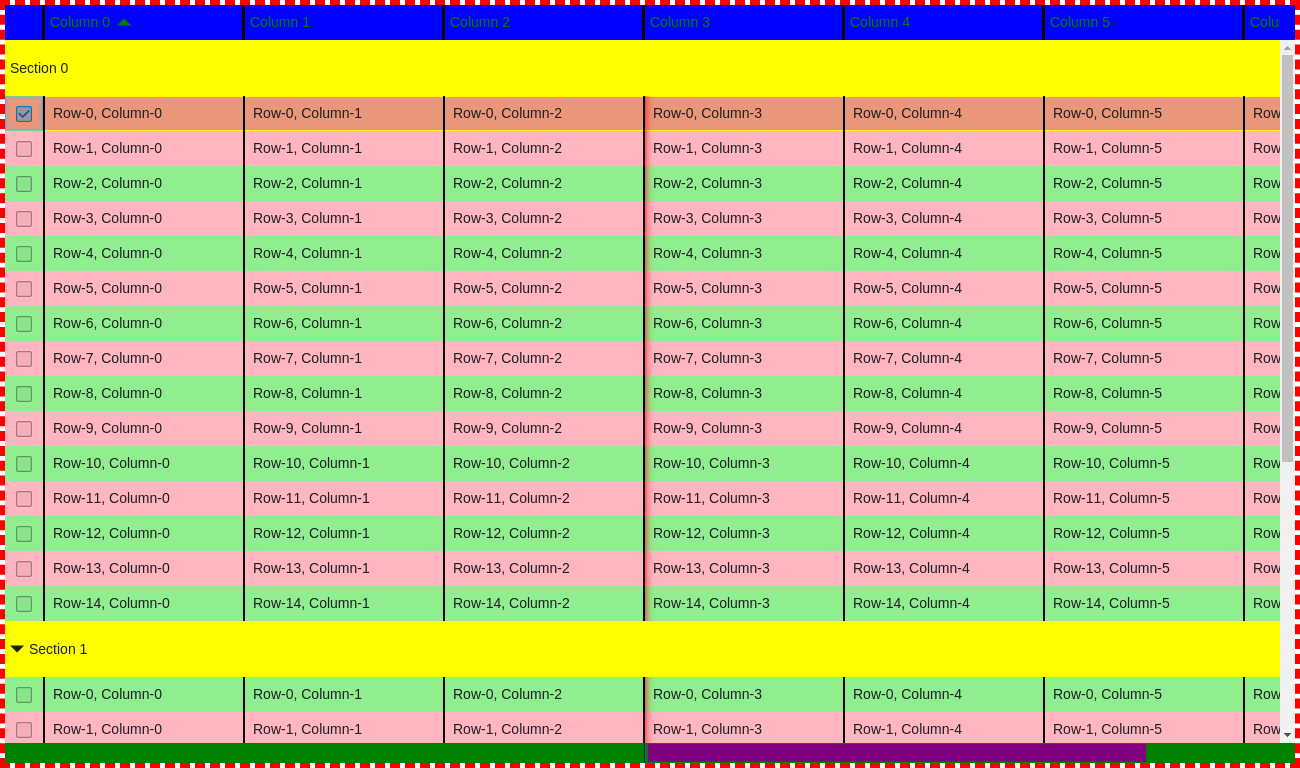 Column 0 Column 1 Column 2 Column 3 Column 4 Column 5 Colu
Section 0
Row-0, Column-0 Row-0, Column-1 Row-0, Column-2 Row-0, Column-3 Row-0, Column-4 Row-0, Column-5 Row
Row-1, Column-0 Row-1, Column-1 Row-1, Column-2 Row-1, Column-3 Row-1, Column-4 Row-1, Column-5 Row
Row-2, Column-0 Row-2, Column-1 Row-2, Column-2 Row-2, Column-3 Row-2, Column-4 Row-2, Column-5 Row
Row-3, Column-0 Row-3, Column-1 Row-3, Column-2 Row-3, Column-3 Row-3, Column-4 Row-3, Column-5 Row
Row-4, Column-0 Row-4, Column-1 Row-4, Column-2 Row-4, Column-3 Row-4, Column-4 Row-4, Column-5 Row
Row-5, Column-0 Row-5, Column-1 Row-5, Column-2 Row-5, Column-3 Row-5, Column-4 Row-5, Column-5 Row
Row-6, Column-0 Row-6, Column-1 Row-6, Column-2 Row-6, Column-3 Row-6, Column-4 Row-6, Column-5 Row
Row-7, Column-0 Row-7, Column-1 Row-7, Column-2 Row-7, Column-3 Row-7, Column-4 Row-7, Column-5 Row
Row-8, Column-0 Row-8, Column-1 Row-8, Column-2 Row-8, Column-3 Row-8, Column-4 Row-8, Column-5 Row
Row-9, Column-0 Row-9, Column-1 Row-9, Column-2 Row-9, Column-3 Row-9, Column-4 Row-9, Column-5 Row
Row-10, Column-0 Row-10, Column-1 Row-10, Column-2 Row-10, Column-3 Row-10, Column-4 Row-10, Column-5 Row
Row-11, Column-0 Row-11, Column-1 Row-11, Column-2 Row-11, Column-3 Row-11, Column-4 Row-11, Column-5 Row
Row-12, Column-0 Row-12, Column-1 Row-12, Column-2 Row-12, Column-3 Row-12, Column-4 Row-12, Column-5 Row
Row-13, Column-0 Row-13, Column-1 Row-13, Column-2 Row-13, Column-3 Row-13, Column-4 Row-13, Column-5 Row
Row-14, Column-0 Row-14, Column-1 Row-14, Column-2 Row-14, Column-3 Row-14, Column-4 Row-14, Column-5 Row
Section 1
Row-0, Column-0 Row-0, Column-1 Row-0, Column-2 Row-0, Column-3 Row-0, Column-4 Row-0, Column-5 Row
Row-1, Column-0 Row-1, Column-1 Row-1, Column-2 Row-1, Column-3 Row-1, Column-4 Row-1, Column-5 Row